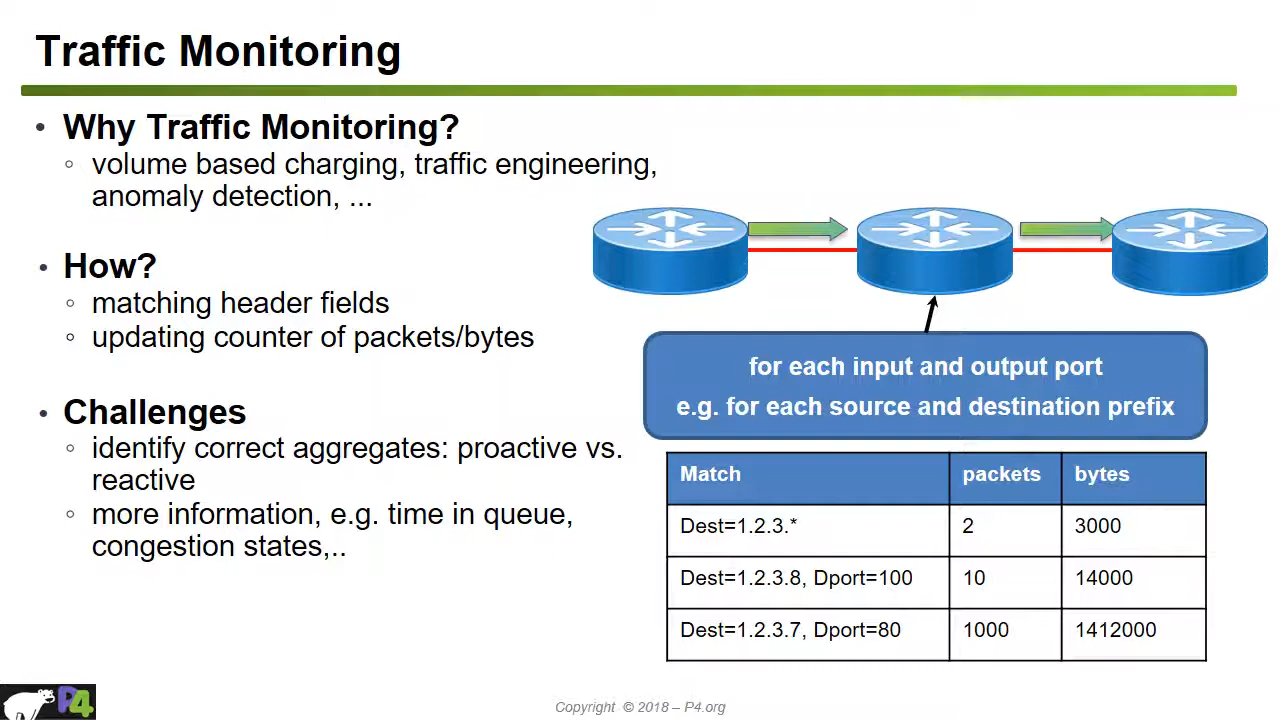 Traffic Monitoring
• Why Traffic Monitoring?
◦ volume based charging, traffic engineering,
anomaly detection, ...
• How?
◦ matching header fields
◦ updating counter of packets/bytes
• Challenges
◦ identify correct aggregates: proactive vs.
reactive
◦ more information, e.g. time in queue,
congestion states,..
for each input and output port
e.g. for each source and destination prefix
Match packets bytes
Dest=1.2.3.* 2 3000
Dest=1.2.3.8, Dport=100 10 14000
Dest=1.2.3.7, Dport=80 1000 1412000
P4
Copyright © 2018 – P4.org